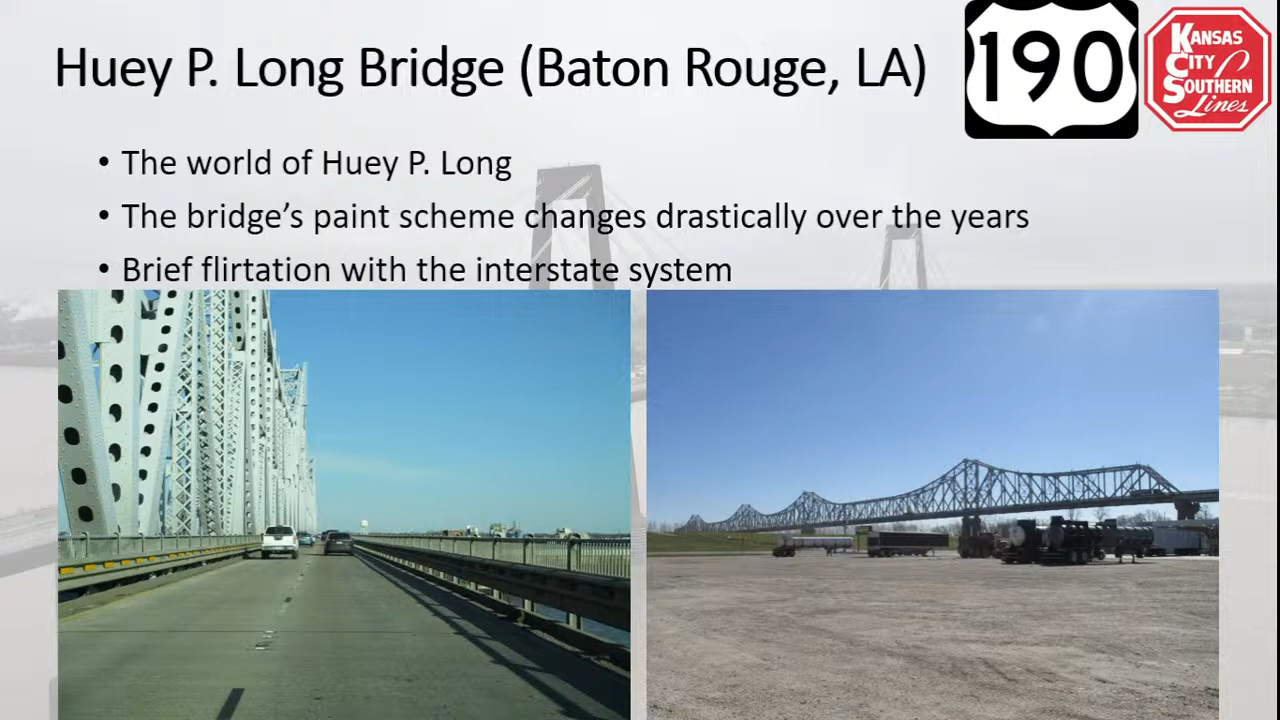 Huey P. Long Bridge (Baton Rouge, LA)
190
KANSAS
CITY
SOUTHERN
Lines
• The world of Huey P. Long
• The bridge’s paint scheme changes drastically over the years
• Brief flirtation with the interstate system